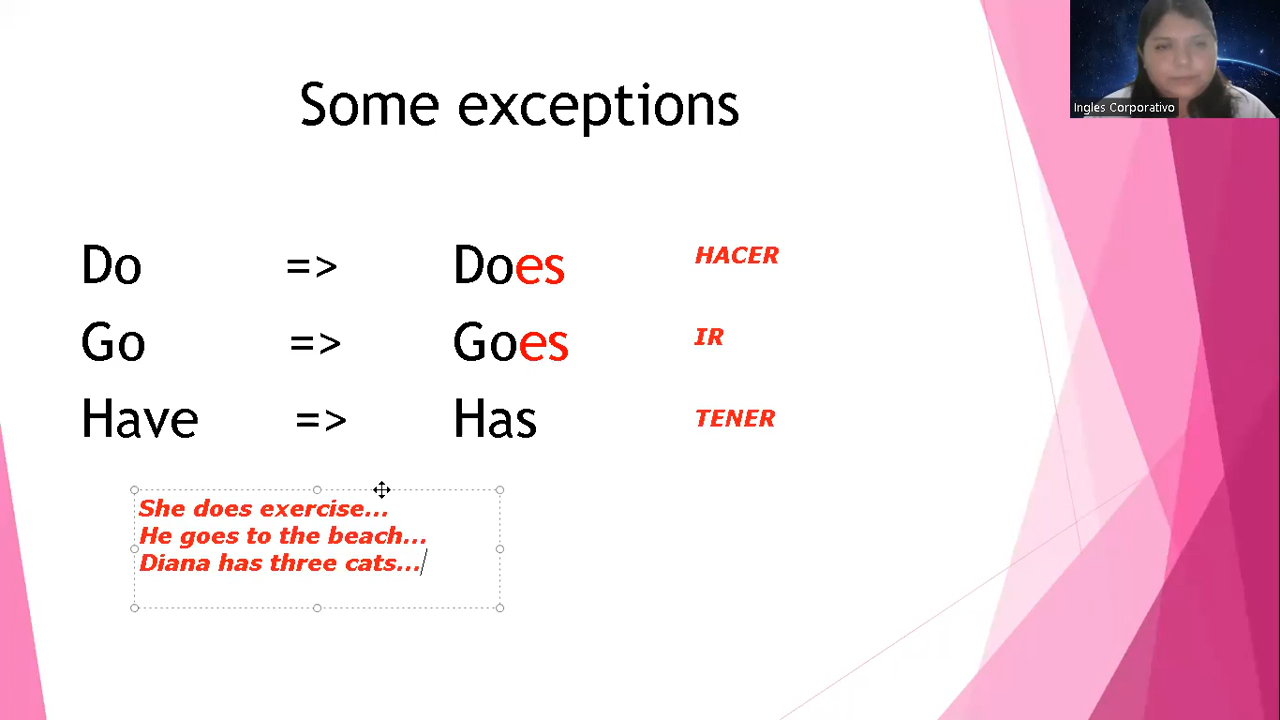 Ingles Corporativo
Some exceptions
Do => Does HACER
Go => Goes IR
Have => Has TENER
She does exercise...
He goes to the beach...
Diana has three cats...